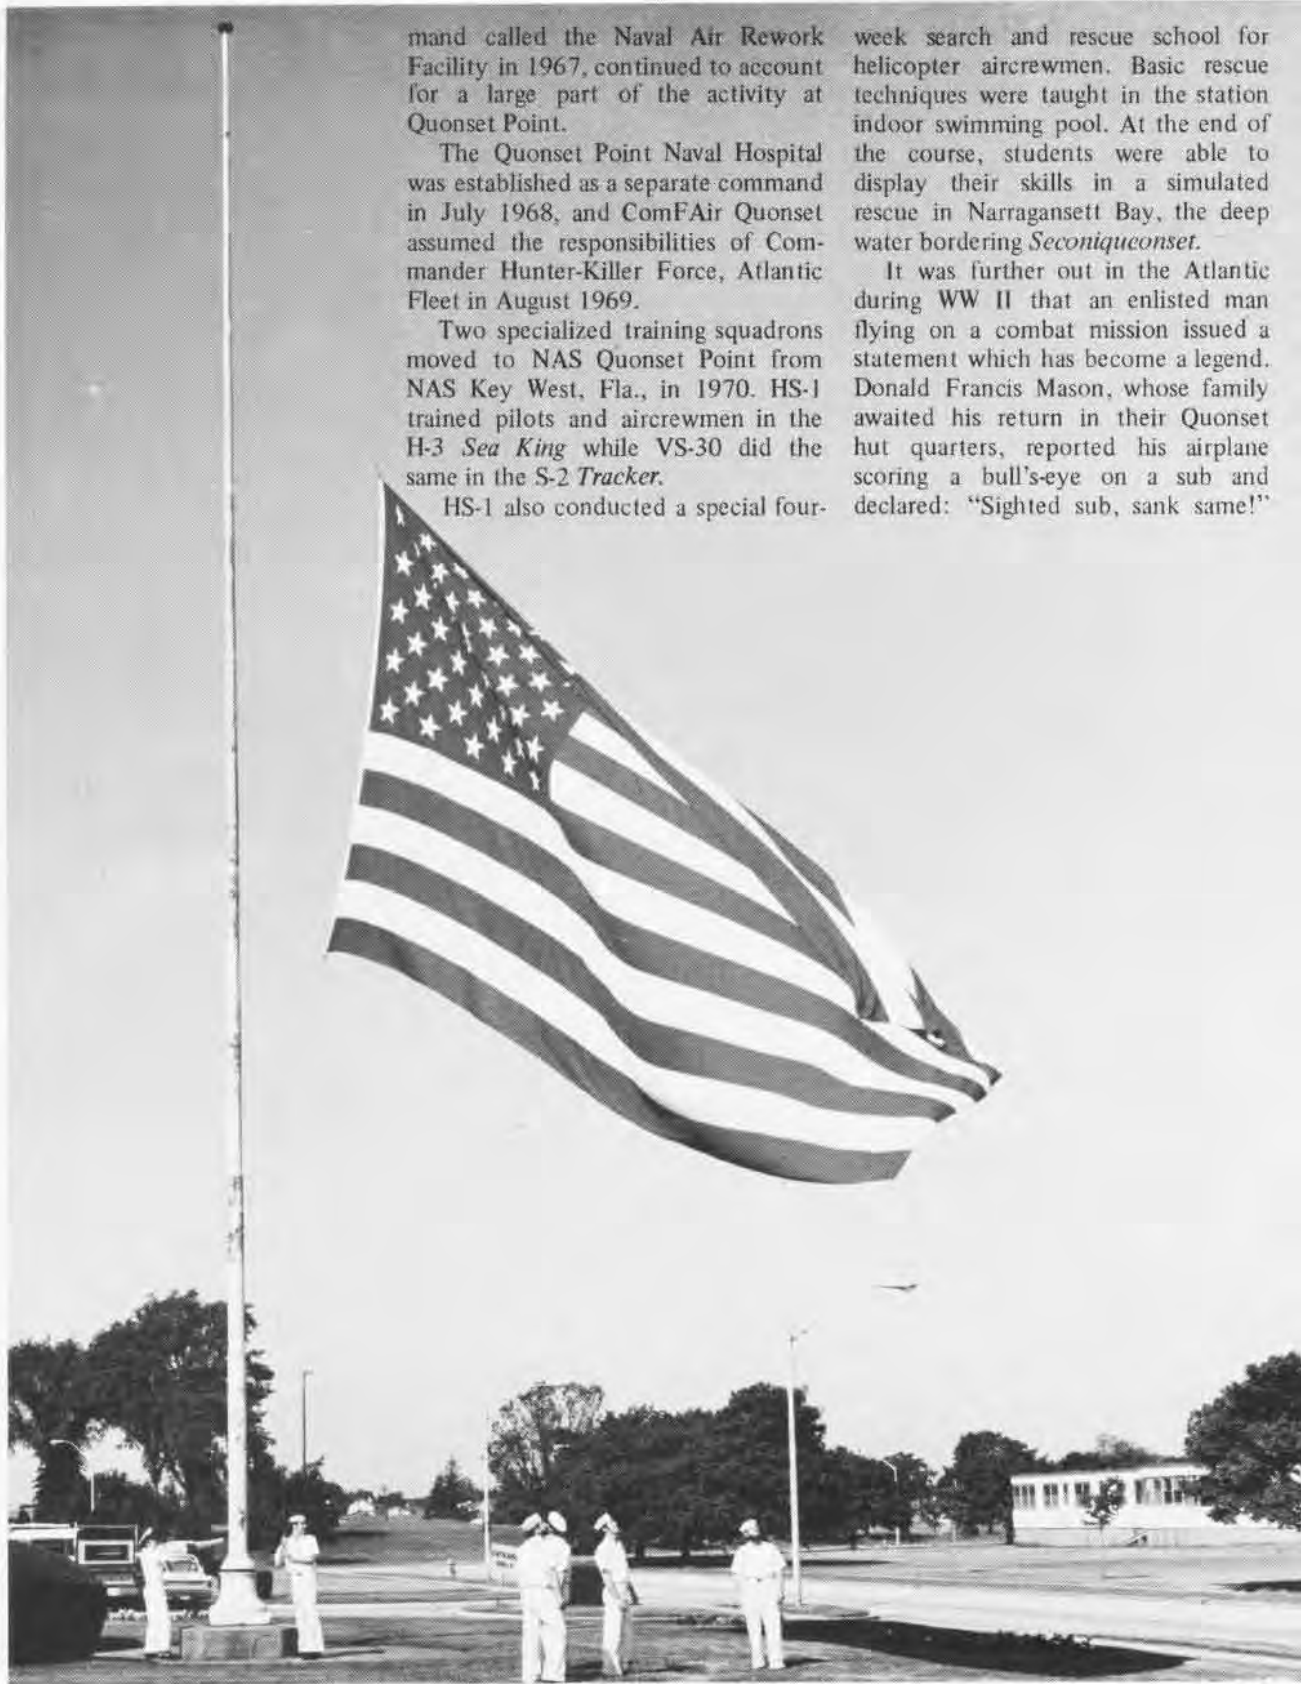 mand called the Naval Air Rework
Facility in 1967, continued to account
for a large part of the activity at
Quonset Point.
The Quonset Point Naval Hospital
was established as a separate command
in July 1968, and ComFAir Quonset
assumed the responsibilities of Com-
mander Hunter-Killer Force, Atlantic
Fleet in August 1969.
Two specialized training squadrons
moved to NAS Quonset Point from
NAS Key West, Fla., in 1970. HS-1
trained pilots and aircrewmen in the
H-3 Sea King while VS-30 did the
same in the S-2 Tracker.
HS-1 also conducted a special four-
week search and rescue school for
helicopter aircrewmen. Basic rescue
techniques were taught in the station
indoor swimming pool. At the end of
the course, students were able to
display their skills in a simulated
rescue in Narragansett Bay, the deep
water bordering Seconiqueonset.
It was further out in the Atlantic
during WW II that an enlisted man
flying on a combat mission issued a
statement which has become a legend.
Donald Francis Mason, whose family
awaited his return in their Quonset
hut quarters, reported his airplane
scoring a bull's-eye on a sub and
declared: “Sighted sub, sank same!”